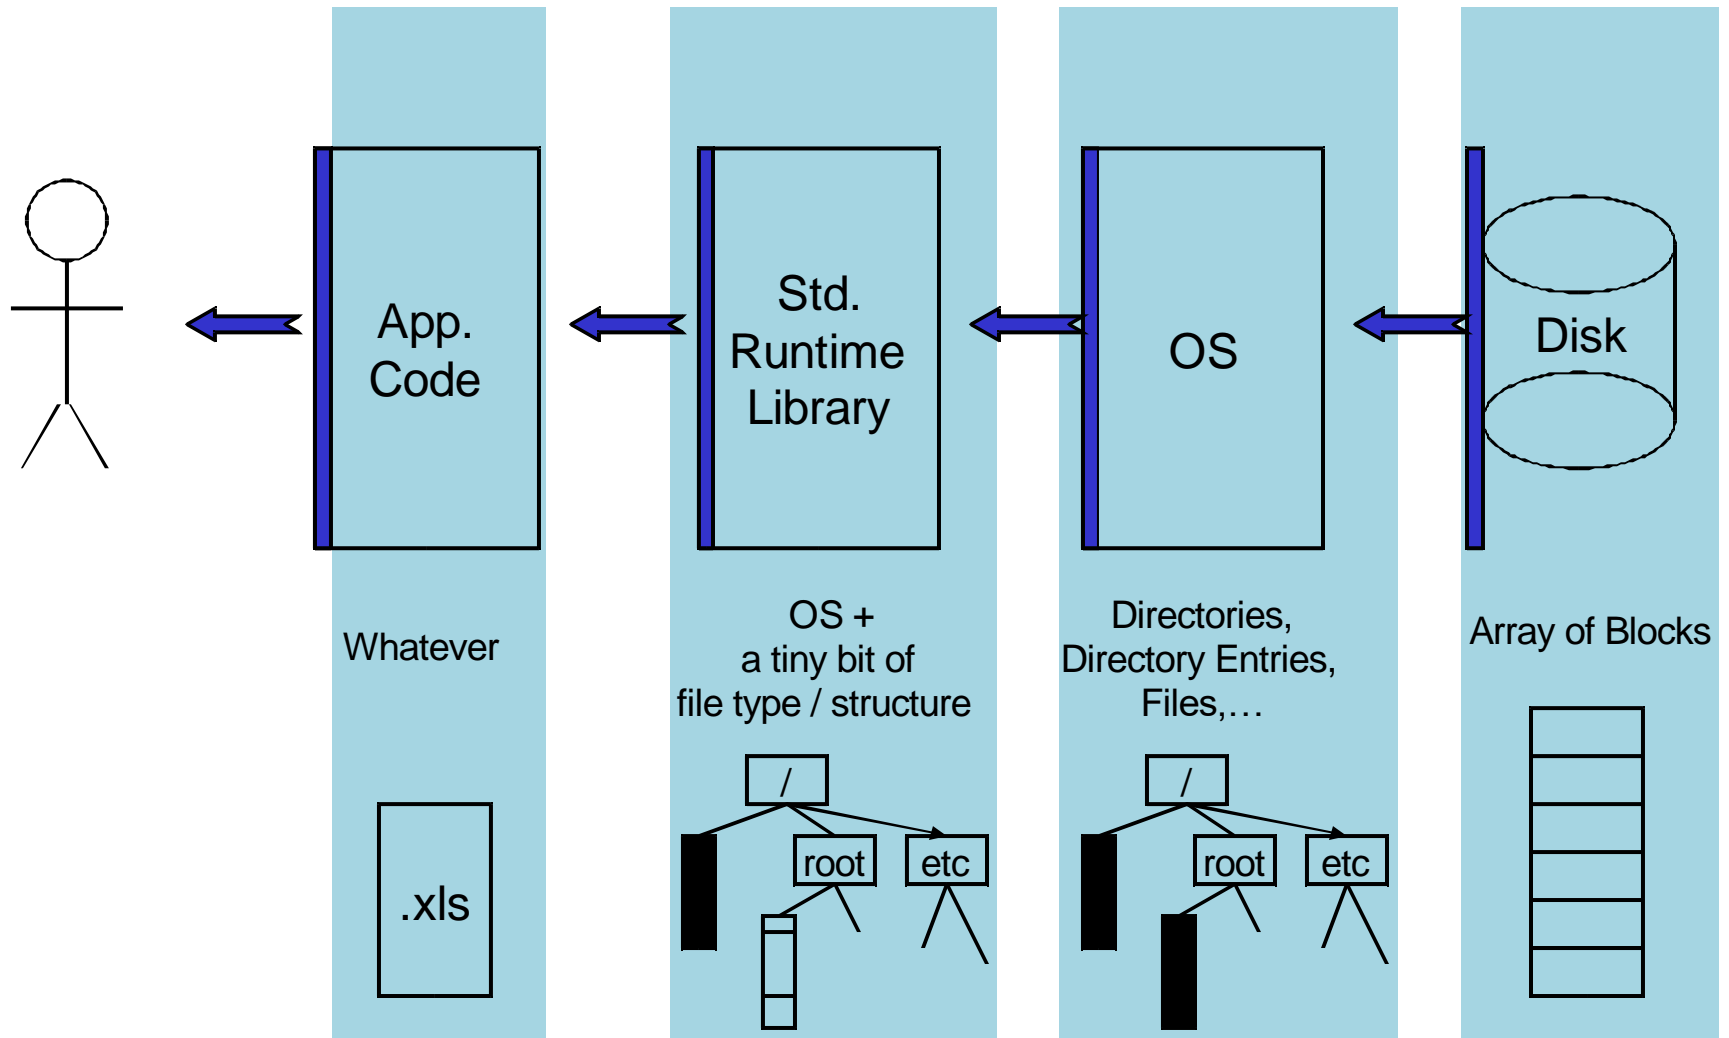 App.
Code
Std.
Runtime
Library
OS
Disk
Whatever
OS +
a tiny bit of
file type / structure
Directories,
Directory Entries,
Files,…
Array of Blocks
.xls
/
root
etc
/
root
etc